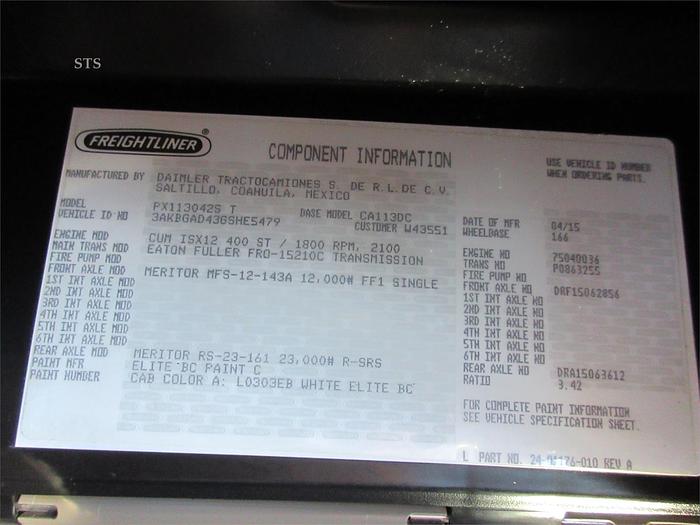 STS
FREIGHTLINER ®
COMPONENT INFORMATION
USE VEHICLE ID NUMBER
WHEN ORDERING PARTS.
MANUFACTURED BY DAIMLER TRACTOCAMIONES S. DE R.L.DE C.V.
SALTILLO, COAHUILA, MEXICO
MODEL PX113042S T BASE MODEL CA113DC
VEHICLE ID NO 3AKBGAD43GSHE5479 CUSTOMER W43551
DATE OF MFR 04/15
WHEELBASE 166
ENGINE MOD CUM ISX12 400 ST / 1800 RPM, 2100
MAIN TRANS MOD EATON FULLER FRO-15210C TRANSMISSION
FIRE PUMP MOD
FRONT AXLE MOD MERITOR MFS-12-143A 12,000# FF1 SINGLE
1ST INT AXLE MOD
2ND INT AXLE MOD
3RD INT AXLE MOD
4TH INT AXLE MOD
5TH INT AXLE MOD
6TH INT AXLE MOD
REAR AXLE MOD MERITOR RS-23-161 23,000# R-SRS
PAINT MFR ELITE BC PAINT C
PAINT NUMBER CAB COLOR A: L0303EB WHITE ELITE BC
ENGINE NO 75040036
TRANS NO P0863255
FIRE PUMP NO
FRONT AXLE NO DRF15062856
1ST INT AXLE NO
2ND INT AXLE NO
3RD INT AXLE NO
4TH INT AXLE NO
5TH INT AXLE NO
6TH INT AXLE NO
REAR AXLE NO DRA15063612
RATIO 3.42
FOR COMPLETE PAINT INFORMATION
SEE VEHICLE SPECIFICATION SHEET.
L PART NO. REV A